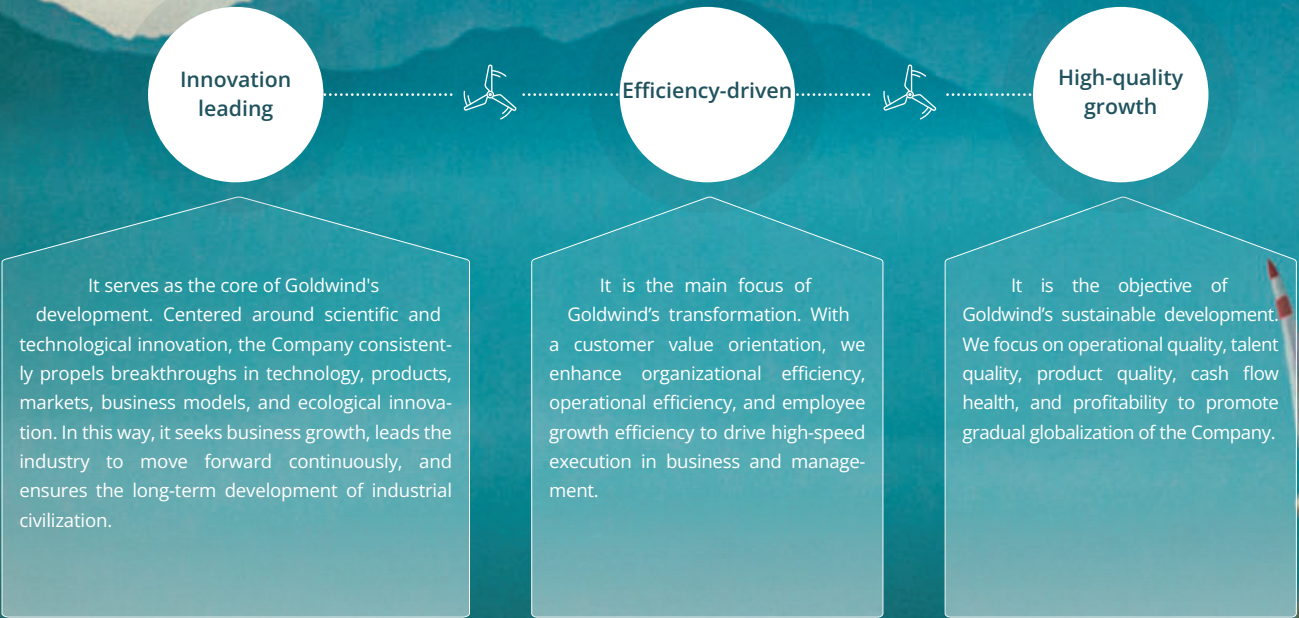 Innovation
leading
Efficiency-driven
High-quality
growth
It serves as the core of Goldwind's
development. Centered around scientific and
technological innovation, the Company consistent-
ly propels breakthroughs in technology, products,
markets, business models, and ecological innova-
tion. In this way, it seeks business growth, leads the
industry to move forward continuously, and
ensures the long-term development of industrial
civilization.
It is the main focus of
Goldwind’s transformation. With
a customer value orientation, we
enhance organizational efficiency,
operational efficiency, and employee
growth efficiency to drive high-speed
execution in business and manage-
ment.
It is the objective of
Goldwind’s sustainable development.
We focus on operational quality, talent
quality, product quality, cash flow
health, and profitability to promote
gradual globalization of the Company.